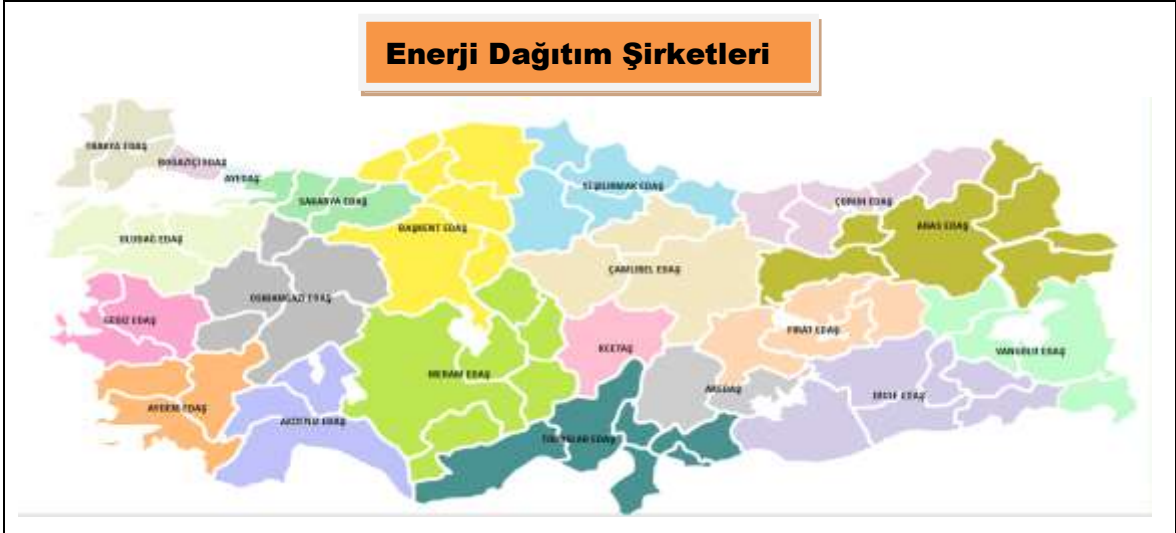 Enerji Dağıtım Şirketleri
TRAKYA EDAŞ
BOĞAZİÇİ EDAŞ
AYEDAŞ
SAKARYA EDAŞ
YEŞİLIRMAK EDAŞ
ÇORUH EDAŞ
ARAS EDAŞ
ULUDAĞ EDAŞ
BAŞKENT EDAŞ
ÇAMLIBEL EDAŞ
OSMANGAZİ EDAŞ
GEDİZ EDAŞ
FIRAT EDAŞ
KCETAŞ
VANGÖLÜ EDAŞ
MERAM EDAŞ
AKEDAŞ
DİCLE EDAŞ
AYDEM EDAŞ
AKDENİZ EDAŞ
TOROSLAR EDAŞ